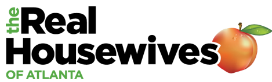 the Real
Housewives
OF ATLANTA